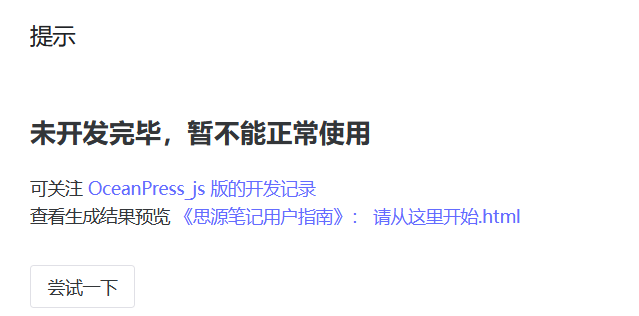 提示
未开发完毕，暂不能正常使用
可关注 OceanPress_js 版的开发记录
查看生成结果预览 《思源笔记用户指南》： 请从这里开始.html
尝试一下